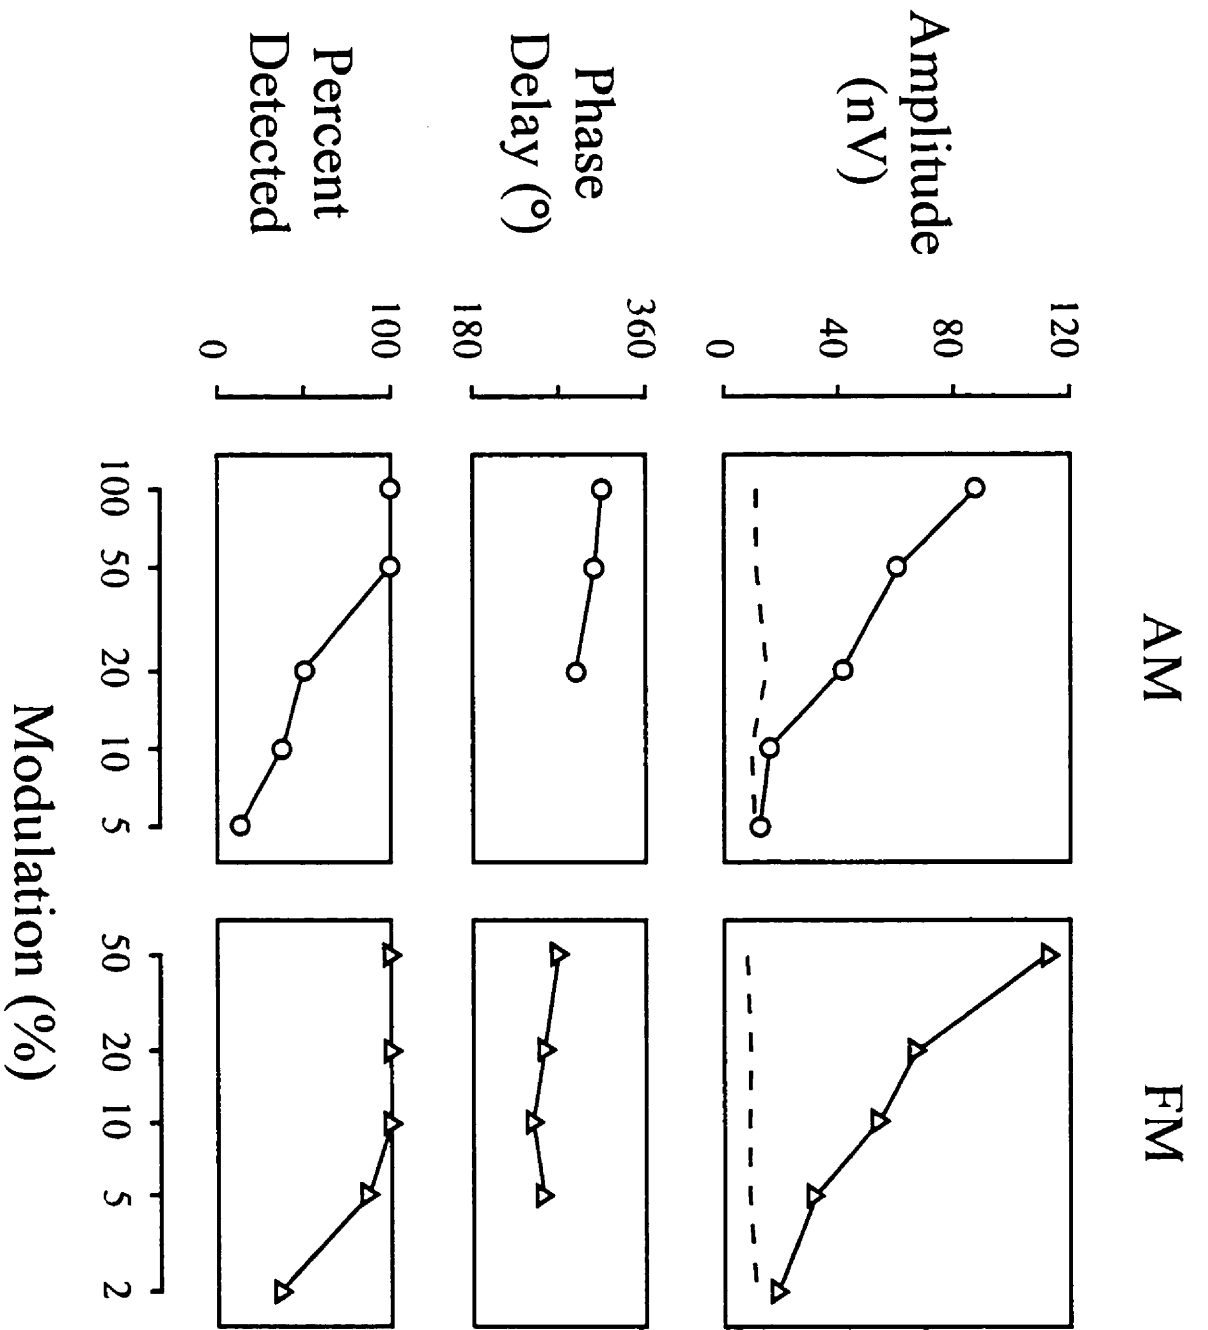 AM FM
Amplitude
(nV)
120
80
40
0
Phase
Delay (°)
360
180
Percent
Detected
100
0
100 50 20 10 5 50 20 10 5 2
Modulation (%)